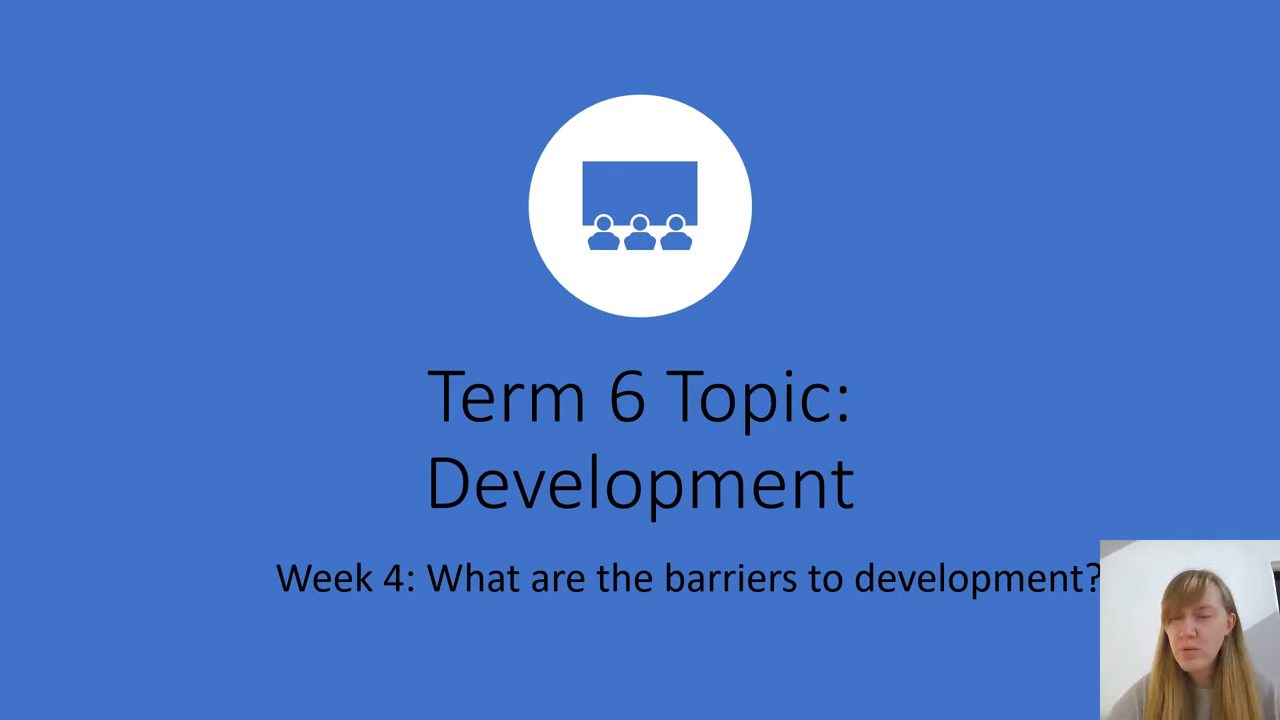 Term 6 Topic:
Development
Week 4: What are the barriers to development?